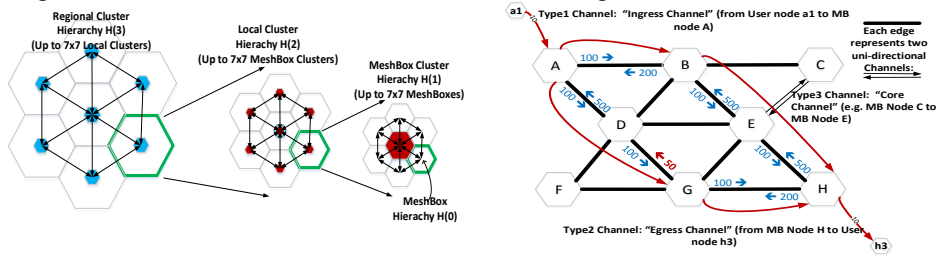 Regional Cluster
Hierarchy H(3)
(Up to 7x7 Local Clusters)
Local Cluster
Hierachy H(2)
(Up to 7x7 MeshBox Clusters)
MeshBox Cluster
Hierachy H(1)
(Up to 7x7 MeshBoxes)
MeshBox
Hierachy H(0)
a1
10
Type1 Channel: “Ingress Channel” (from User node a1 to MB
node A)
Each edge
represents two
uni-directional
Channels:
A
100
200
B
C
Type3 Channel: “Core
Channel” (e.g. MB Node C to
MB Node E)
100
500
100
500
D
E
100
50
100
500
F
G
100
200
H
10
Type2 Channel: “Egress Channel” (from MB Node H to User
node h3)
h3